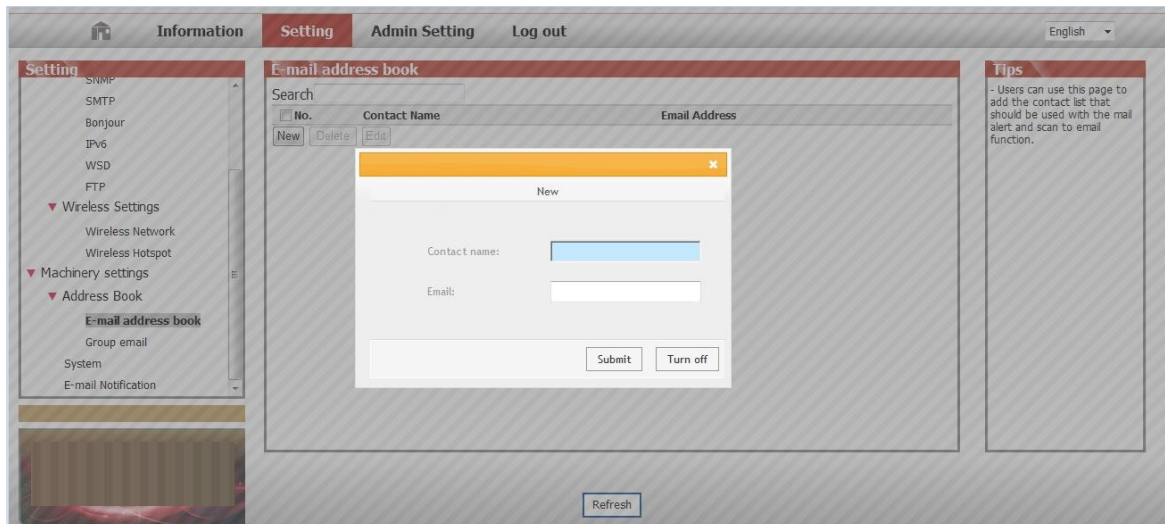 Information Setting Admin Setting Log out English
Setting
SNMP
SMTP
Bonjour
IPv6
WSD
FTP
Wireless Settings
Wireless Network
Wireless Hotspot
Machinery settings
Address Book
E-mail address book
Group email
System
E-mail Notification
E-mail address book
Search
No. Contact Name Email Address
New Delete Edit
New
Contact name:
Email:
Submit Turn off
Refresh
Tips
- Users can use this page to
add the contact list that
should be used with the mail
alert and scan to email
function.